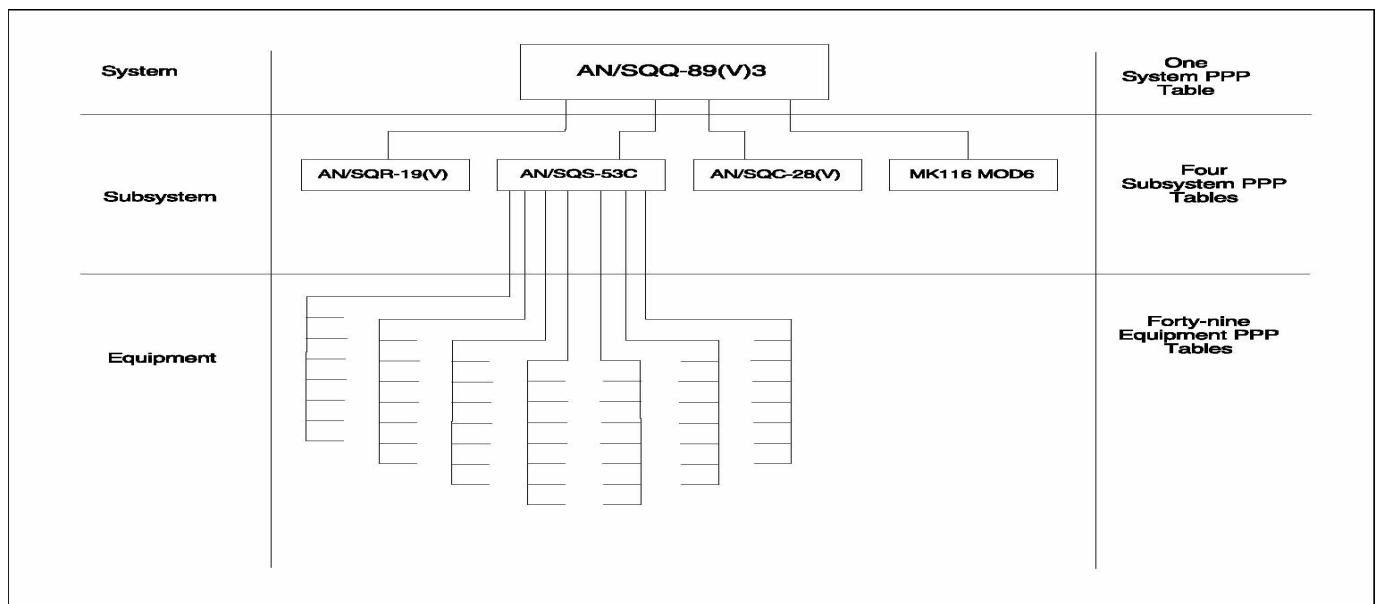 System
AN/SQQ-89(V)3
One
System PPP
Table
Subsystem
AN/SQR-19(V)
AN/SQS-53C
AN/SQC-28(V)
MK116 MOD6
Four
Subsystem PPP
Tables
Equipment
Forty-nine
Equipment PPP
Tables